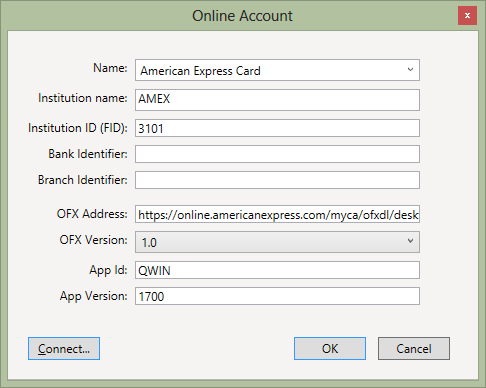 Online Account
x
Name: American Express Card
Institution name: AMEX
Institution ID (FID): 3101
Bank Identifier:
Branch Identifier:
OFX Address: https://online.americanexpress.com/myca/ofxdl/desk
OFX Version: 1.0
App Id: QWIN
App Version: 1700
Connect... OK Cancel